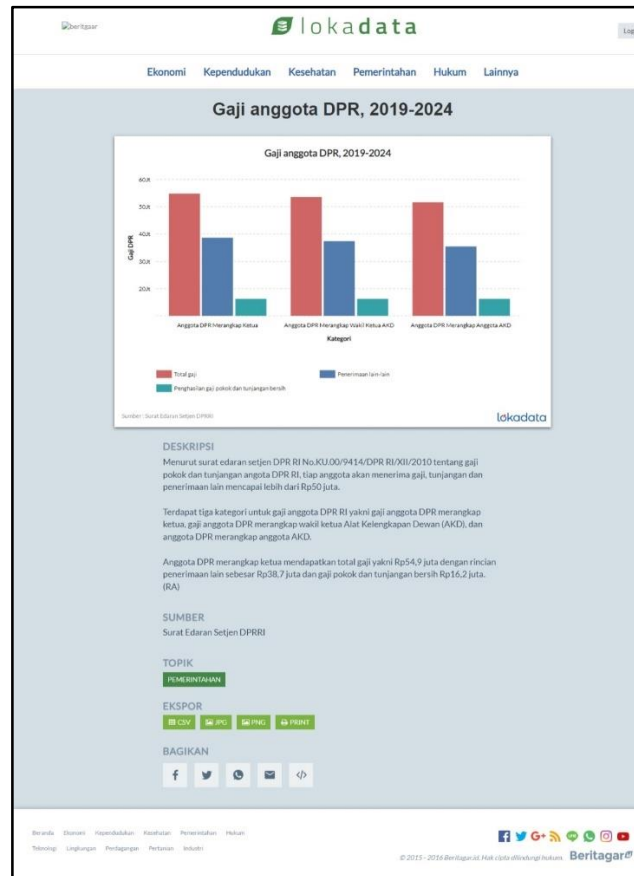 beritgaar
lokadata
Log
Ekonomi Kependudukan Kesehatan Pemerintahan Hukum Lainnya
Gaji anggota DPR, 2019-2024
Gaji anggota DPR, 2019-2024
60Jt
50Jt
40Jt
30Jt
20Jt
Gaji DPR
Anggota DPR Merangkap Ketua Anggota DPR Merangkap Wakil Ketua AKD Anggota DPR Merangkap Anggota AKD
Kategori
Total gaji Penerimaan lain-lain
Penghasilan gaji pokok dan tunjangan bersih
Sumber : Surat Edaran Setjen DPRRI
lokadata
DESKRIPSI
Menurut surat edaran setjen DPR RI No.KU.00/9414/DPR RI/XII/2010 tentang gaji
pokok dan tunjangan angota DPR RI, tiap anggota akan menerima gaji, tunjangan dan
penerimaan lain mencapai lebih dari Rp50 juta.
Terdapat tiga kategori untuk gaji anggota DPR RI yakni gaji anggota DPR merangkap
ketua, gaji anggota DPR merangkap wakil ketua Alat Kelengkapan Dewan (AKD), dan
anggota DPR merangkap anggota AKD.
Anggota DPR merangkap ketua mendapatkan total gaji yakni Rp54,9 juta dengan rincian
penerimaan lain sebesar Rp38,7 juta dan gaji pokok dan tunjangan bersih Rp16,2 juta.
(RA)
SUMBER
Surat Edaran Setjen DPRRI
TOPIK
PEMERINTAHAN
EKSPOR
CSV JPG PNG PRINT
BAGIKAN
Beranda Ekonomi Kependudukan Kesehatan Pemerintahan Hukum
Teknologi Lingkungan Perdagangan Pertanian Industri
© 2015 - 2016 Beritagar.id. Hak cipta dilindungi hukum. Beritagar.id